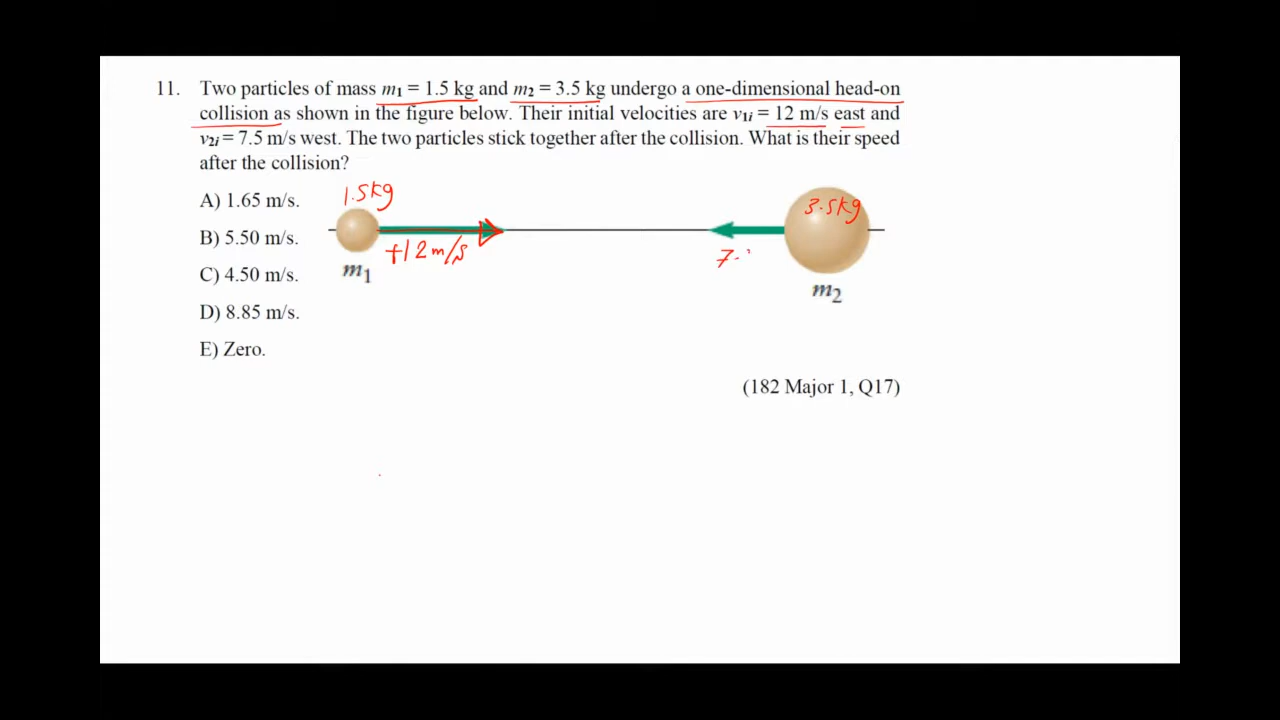 11. Two particles of mass m1 = 1.5 kg and m2 = 3.5 kg undergo a one-dimensional head-on
collision as shown in the figure below. Their initial velocities are v1i = 12 m/s east and
v2i = 7.5 m/s west. The two particles stick together after the collision. What is their speed
after the collision?
A) 1.65 m/s.
1.5kg
3.5kg
B) 5.50 m/s.
+12m/s
7.
C) 4.50 m/s.
m1
m2
D) 8.85 m/s.
E) Zero.
(182 Major 1, Q17)